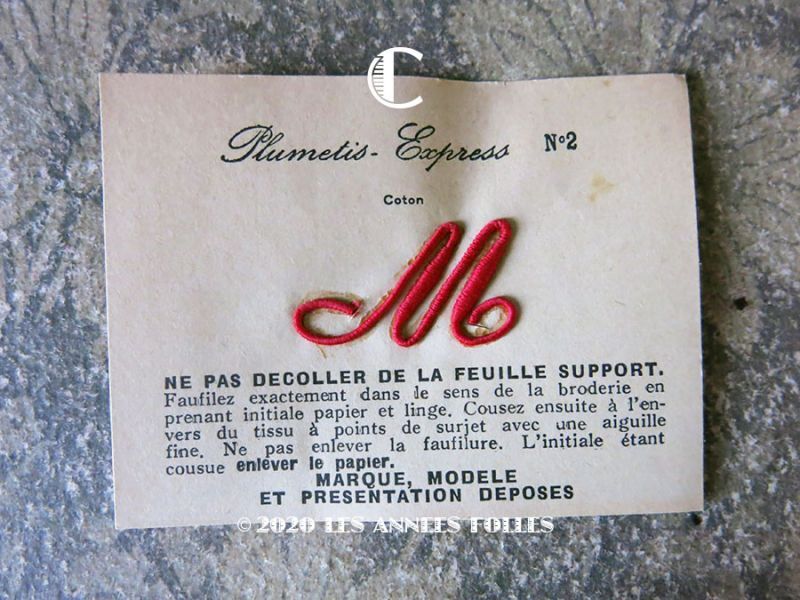 C
Plumetis-Express Nº2
Coton
M
NE PAS DECOLLER DE LA FEUILLE SUPPORT.
Faufilez exactement dans le sens de la broderie en
prenant initiale papier et linge. Cousez ensuite à l'en-
vers du tissu à points de surjet avec une aiguille
fine. Ne pas enlever la faufilure. L'initiale étant
cousue enlever le papier.
MARQUE, MODELE
ET PRESENTATION DEPOSES
©2020 LES ANNEES FOLLES